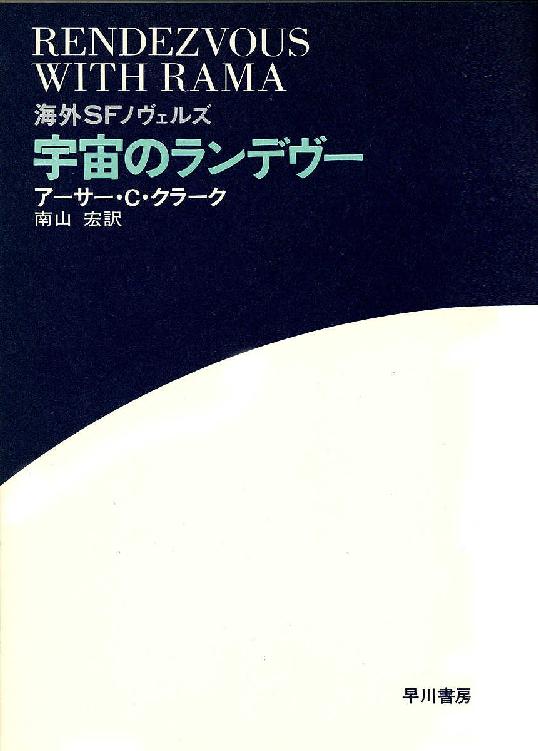 RENDEZVOUS
WITH RAMA
海外SFノヴェルズ
宇宙のランデヴー
アーサー・C・クラーク
南山 宏訳
早川書房